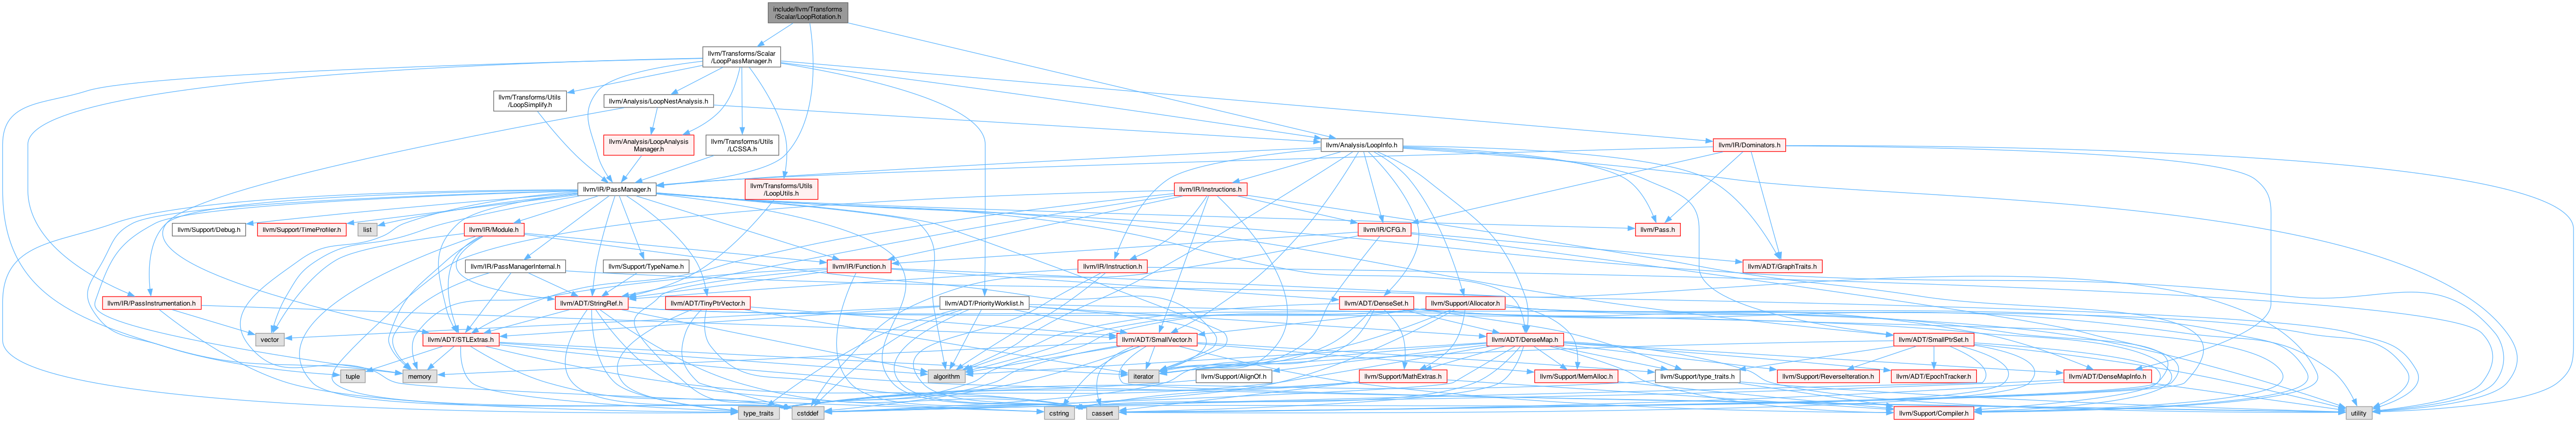 include/llvm/Transforms
/Scalar/LoopRotation.h
llvm/Transforms/Scalar
/LoopPassManager.h
llvm/Transforms/Utils
/LoopSimplify.h
llvm/Analysis/LoopNestAnalysis.h
llvm/Analysis/LoopAnalysis
Manager.h
llvm/Transforms/Utils
/LCSSA.h
llvm/Analysis/LoopInfo.h
llvm/IR/Dominators.h
llvm/IR/PassManager.h
llvm/Transforms/Utils
/LoopUtils.h
llvm/IR/Instructions.h
llvm/Support/Debug.h
llvm/Support/TimeProfiler.h
list
llvm/IR/Module.h
llvm/IR/CFG.h
llvm/Pass.h
llvm/IR/PassManagerInternal.h
llvm/Support/TypeName.h
llvm/IR/Function.h
llvm/IR/Instruction.h
llvm/ADT/GraphTraits.h
llvm/IR/PassInstrumentation.h
llvm/ADT/StringRef.h
llvm/ADT/TinyPtrVector.h
llvm/ADT/PriorityWorklist.h
llvm/ADT/DenseSet.h
llvm/Support/Allocator.h
vector
llvm/ADT/STLExtras.h
llvm/ADT/SmallVector.h
llvm/ADT/DenseMap.h
llvm/ADT/SmallPtrSet.h
tuple
memory
algorithm
iterator
llvm/Support/AlignOf.h
llvm/Support/MathExtras.h
llvm/Support/MemAlloc.h
llvm/Support/type_traits.h
llvm/Support/ReverseIteration.h
llvm/ADT/EpochTracker.h
llvm/ADT/DenseMapInfo.h
type_traits
cstddef
cstring
cassert
llvm/Support/Compiler.h
utility